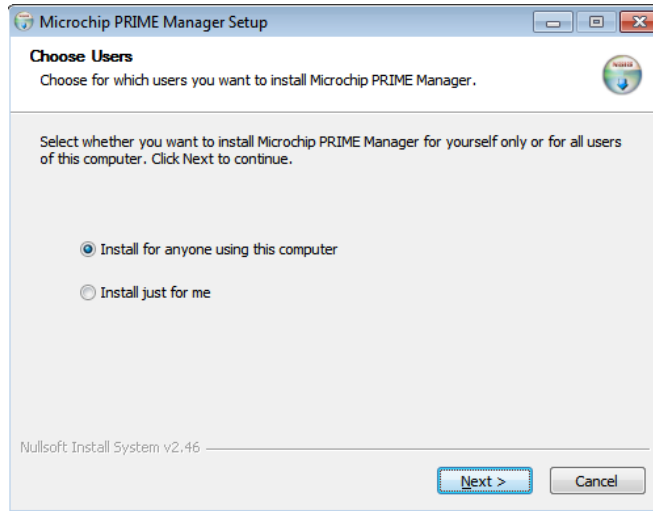 Microchip PRIME Manager Setup
Choose Users
Choose for which users you want to install Microchip PRIME Manager.
Select whether you want to install Microchip PRIME Manager for yourself only or for all users
of this computer. Click Next to continue.
Install for anyone using this computer
Install just for me
Nullsoft Install System v2.46
Next >
Cancel